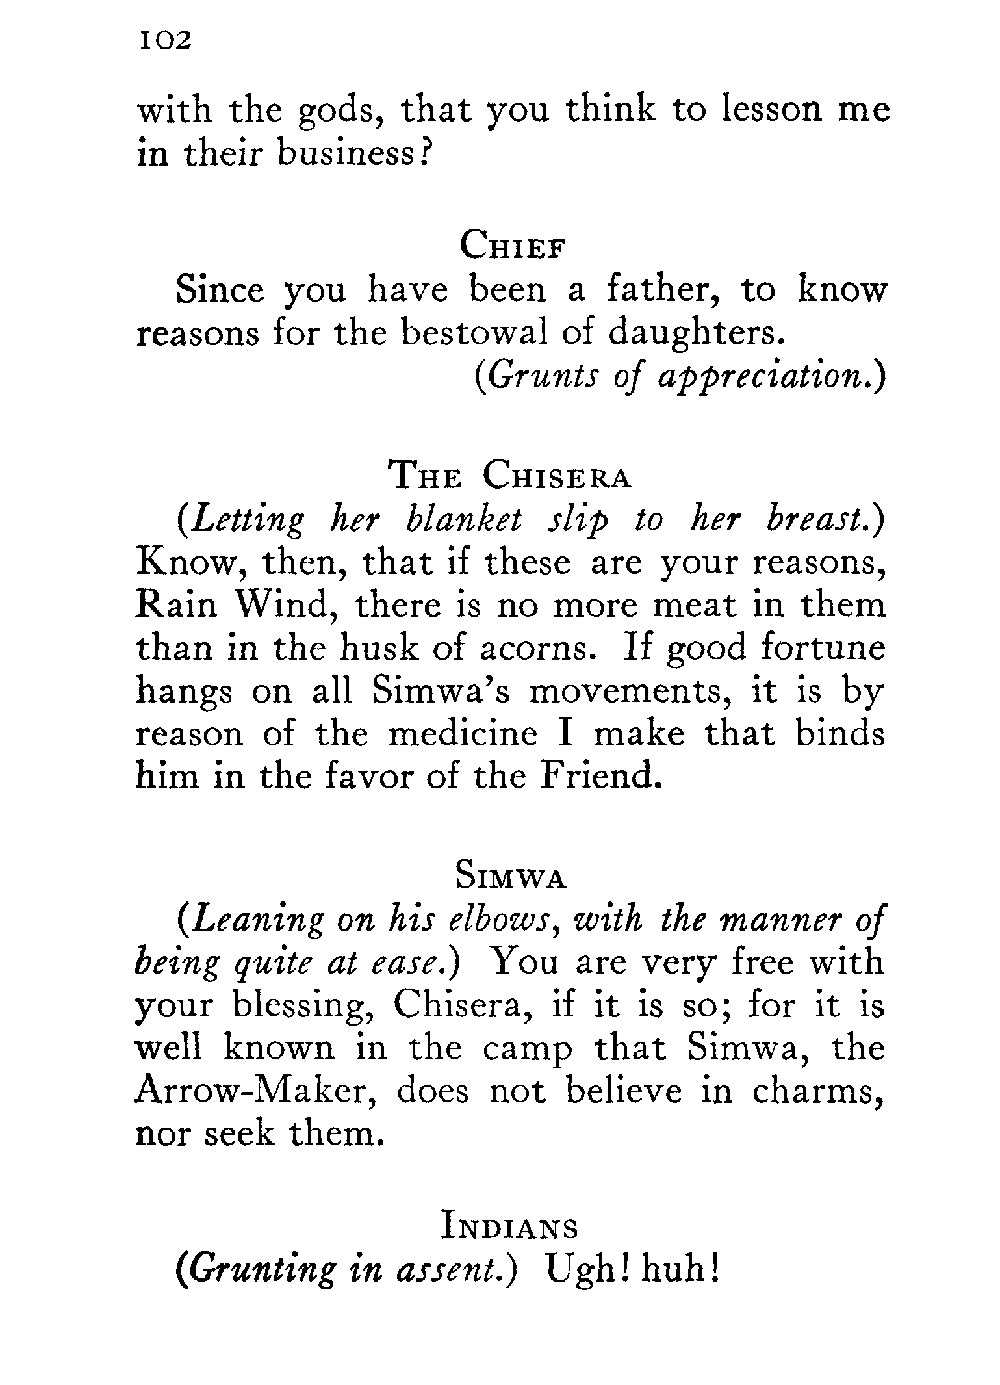 102
with the gods, that you think to lesson me
in their business?
CHIEF
Since you have been a father, to know
reasons for the bestowal of daughters.
(Grunts of appreciation.)
THE CHISERA
(Letting her blanket slip to her breast.)
Know, then, that if these are your reasons,
Rain Wind, there is no more meat in them
than in the husk of acorns. If good fortune
hangs on all Simwa's movements, it is by
reason of the medicine I make that binds
him in the favor of the Friend.
SIMWA
(Leaning on his elbows, with the manner of
being quite at ease.) You are very free with
your blessing, Chisera, if it is so; for it is
well known in the camp that Simwa, the
Arrow-Maker, does not believe in charms,
nor seek them.
INDIANS
(Grunting in assent.) Ugh! huh!